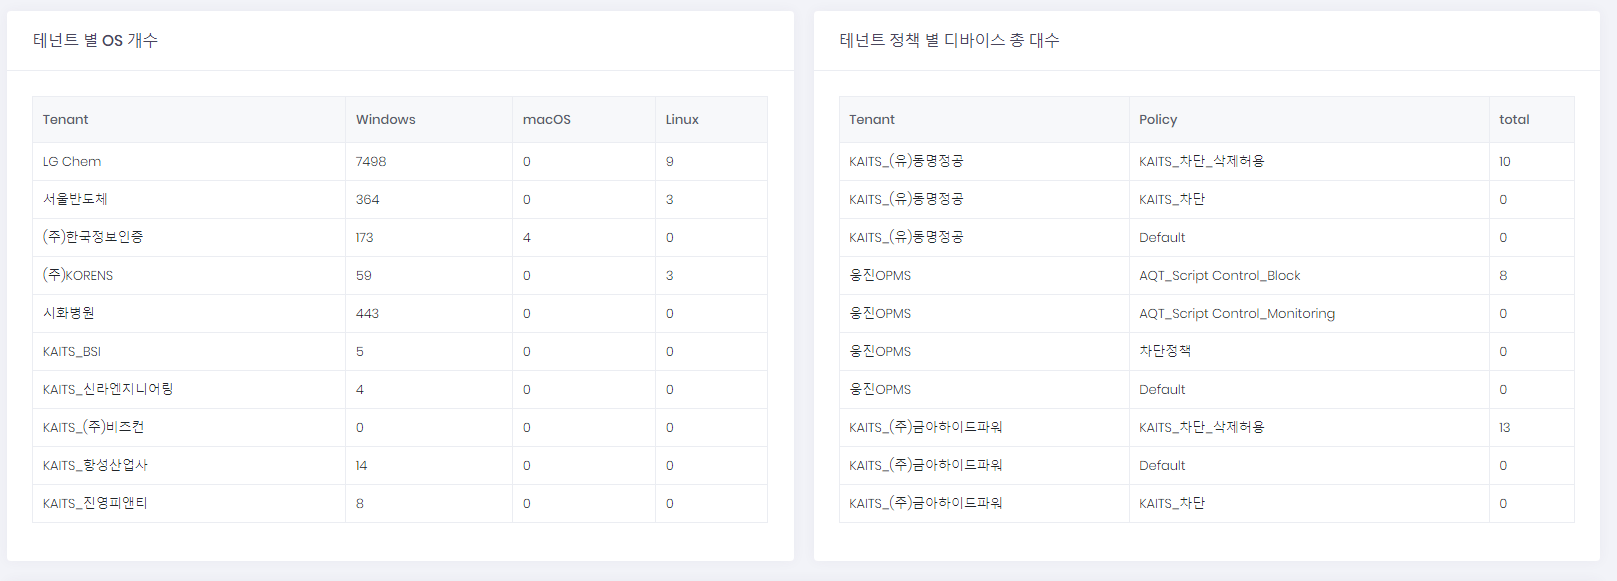 테넌트 별 OS 개수
Tenant Windows macOS Linux
LG Chem 7498 0 9
서울반도체 364 0 3
(주)한국정보인증 173 4 0
(주)KORENS 59 0 3
시화병원 443 0 0
KAITS_BSI 5 0 0
KAITS_신라엔지니어링 4 0 0
KAITS_(주)비즈컨 0 0 0
KAITS_항성산업사 14 0 0
KAITS_진영피앤티 8 0 0
테넌트 정책 별 디바이스 총 대수
Tenant Policy total
KAITS_(유)동명정공 KAITS_차단_삭제허용 10
KAITS_(유)동명정공 KAITS_차단 0
KAITS_(유)동명정공 Default 0
웅진OPMS AQT_Script Control_Block 8
웅진OPMS AQT_Script Control_Monitoring 0
웅진OPMS 차단정책 0
웅진OPMS Default 0
KAITS_(주)금아하이드파워 KAITS_차단_삭제허용 13
KAITS_(주)금아하이드파워 Default 0
KAITS_(주)금아하이드파워 KAITS_차단 0